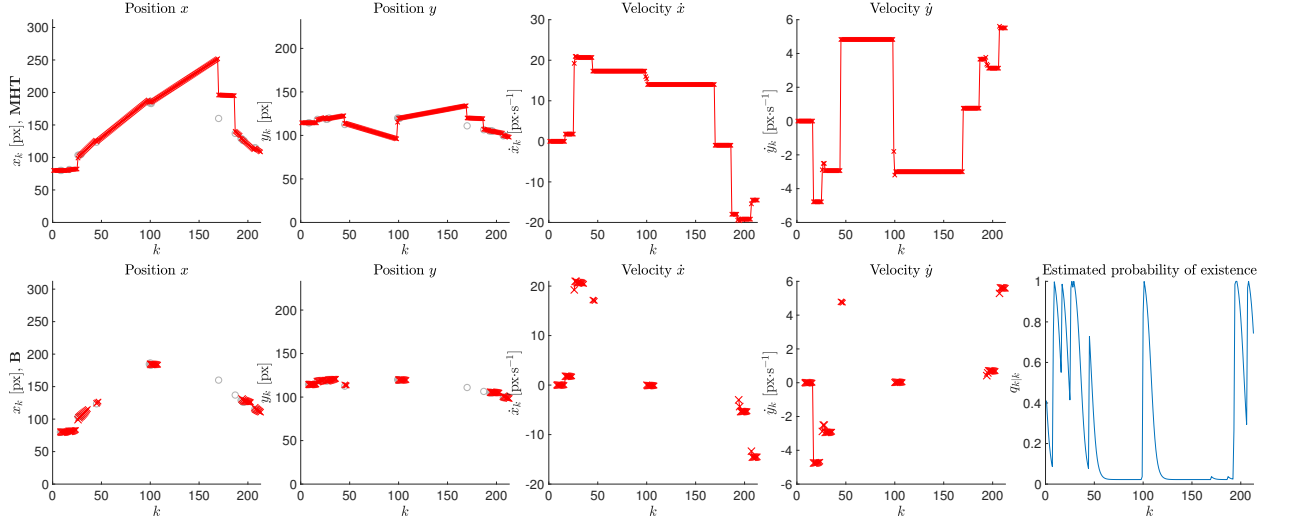 Position x
Position y
Velocity ẋ
Velocity ẏ
x_k [px], MHT
300
250
200
150
100
50
0
0 50 100 150 200
k
y_k [px]
200
150
100
50
0
0 50 100 150 200
k
ẋ_k [px·s⁻¹]
30
20
10
0
-10
-20
0 50 100 150 200
k
ẏ_k [px·s⁻¹]
6
4
2
0
-2
-4
-6
0 50 100 150 200
k
Position x
Position y
Velocity ẋ
Velocity ẏ
Estimated probability of existence
x_k [px], B
300
250
200
150
100
50
0
0 50 100 150 200
k
y_k [px]
200
150
100
50
0
0 50 100 150 200
k
ẋ_k [px·s⁻¹]
20
10
0
-10
-20
0 50 100 150 200
k
ẏ_k [px·s⁻¹]
6
4
2
0
-2
-4
-6
0 50 100 150 200
k
q_{k|k}
1
0.8
0.6
0.4
0.2
0
0 50 100 150 200
k